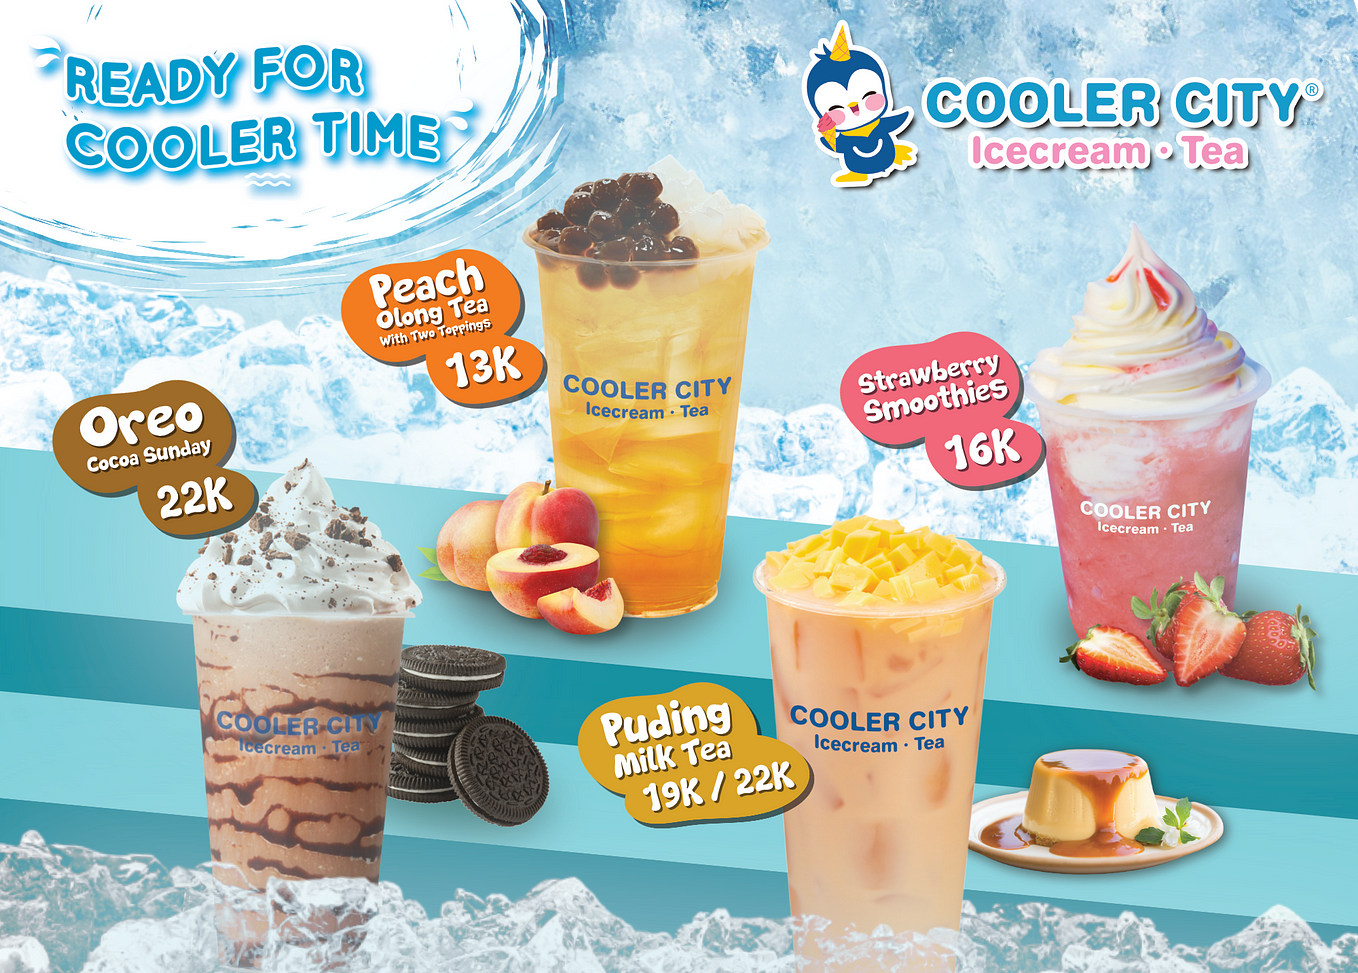 READY FOR
COOLER TIME
COOLER CITY®
Icecream · Tea
Peach
Olong Tea
With Two Toppings
13K
COOLER CITY
Icecream · Tea
Strawberry
Smoothies
16K
COOLER CITY
Icecream · Tea
Oreo
Cocoa Sunday
22K
COOLER CITY
Icecream · Tea
Puding
Milk Tea
19K / 22K
COOLER CITY
Icecream · Tea